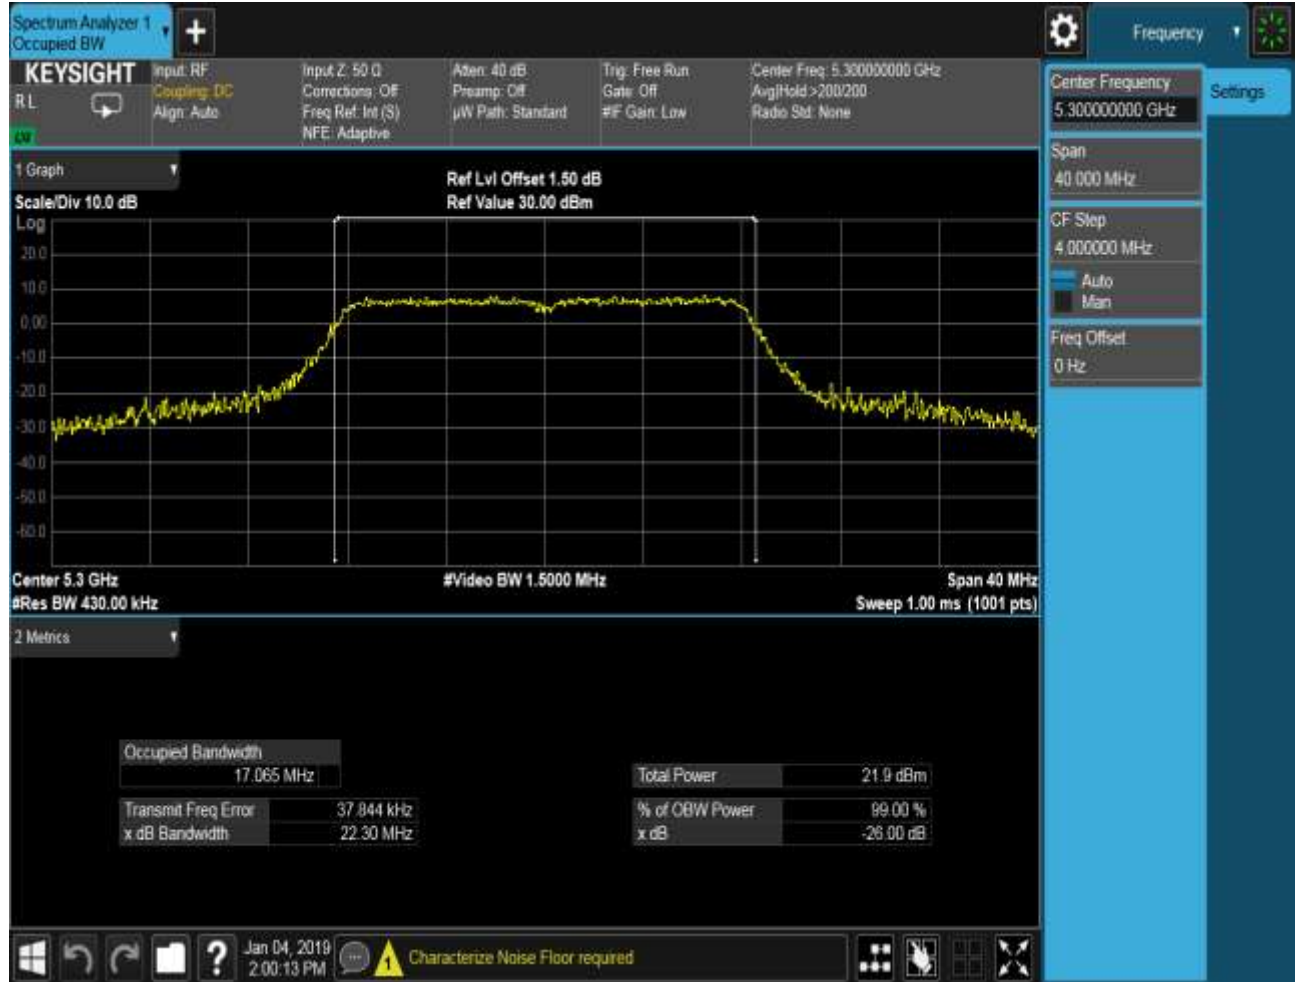 Spectrum Analyzer 1
Occupied BW
+
Frequency
KEYSIGHT
RL
Input: RF
Coupling: DC
Align: Auto
Input Z: 50 Ω
Corrections: Off
Freq Ref: Int (S)
NFE: Adaptive
Atten: 40 dB
Preamp: Off
µW Path: Standard
Trig: Free Run
Gate: Off
#IF Gain: Low
Center Freq: 5.300000000 GHz
Avg|Hold:>200/200
Radio Std: None
Center Frequency
5.300000000 GHz
Settings
Span
40.000 MHz
CF Step
4.000000 MHz
Auto
Man
Freq Offset
0 Hz
1 Graph
Scale/Div 10.0 dB
Ref Lvl Offset 1.50 dB
Ref Value 30.00 dBm
Log
20.0
10.0
0.00
-10.0
-20.0
-30.0
-40.0
-50.0
-60.0
Center 5.3 GHz
#Video BW 1.5000 MHz
Span 40 MHz
#Res BW 430.00 kHz
Sweep 1.00 ms (1001 pts)
2 Metrics
Occupied Bandwidth
17.065 MHz
Total Power 21.9 dBm
Transmit Freq Error 37.844 kHz
% of OBW Power 99.00 %
x dB Bandwidth 22.30 MHz
x dB -26.00 dB
?
Jan 04, 2019
2:00:13 PM
1
Characterize Noise Floor required